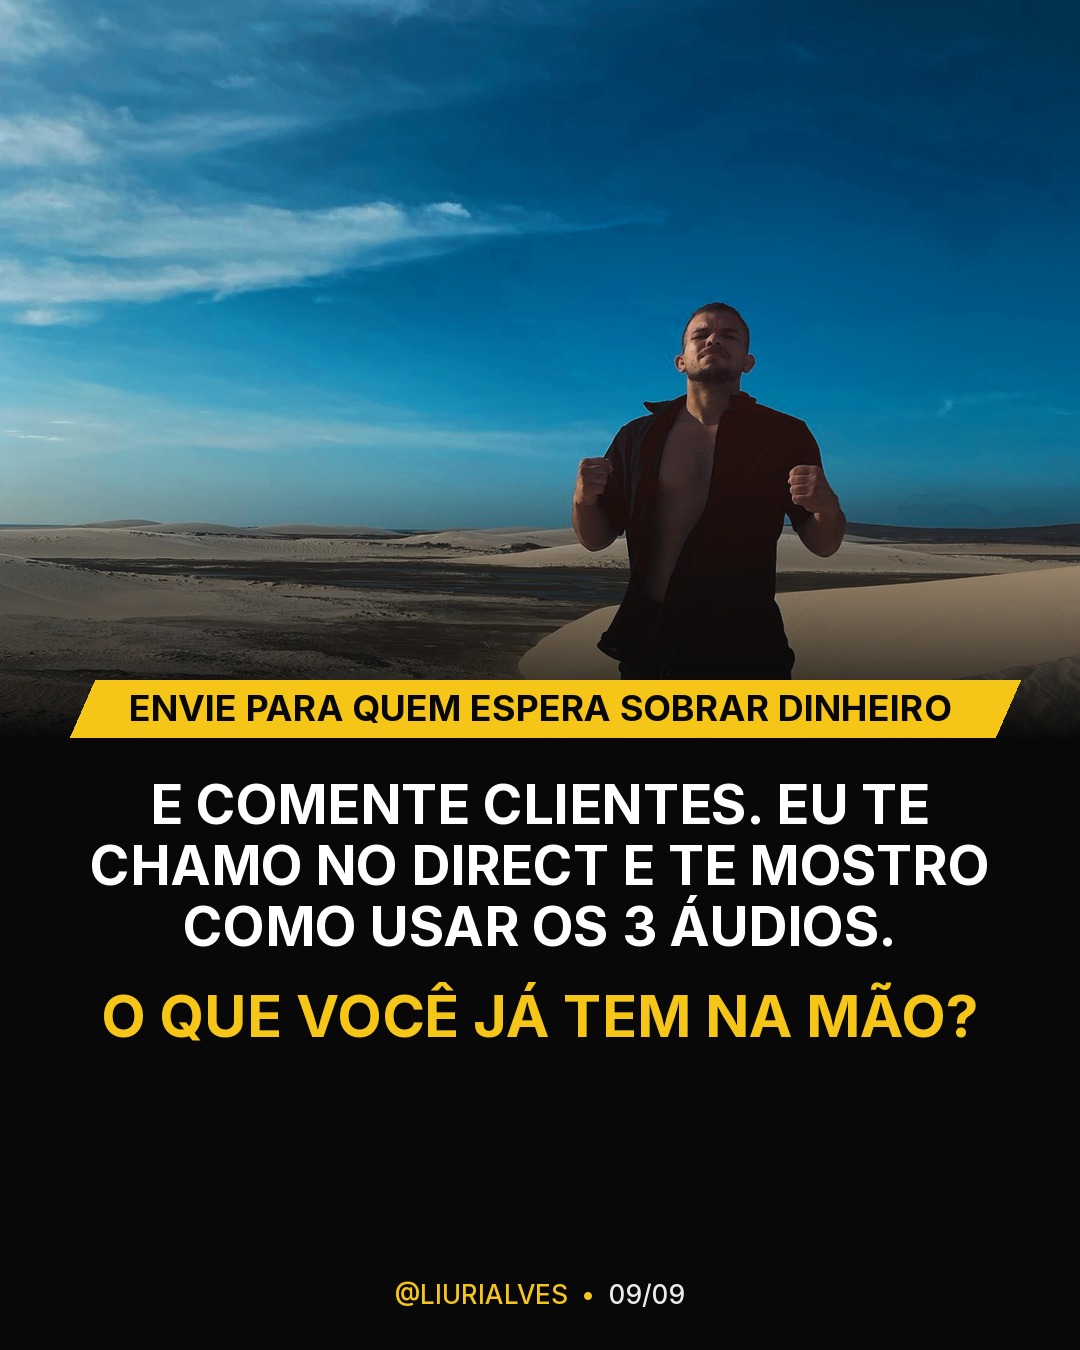 ENVIE PARA QUEM ESPERA SOBRAR DINHEIRO
E COMENTE CLIENTES. EU TE
CHAMO NO DIRECT E TE MOSTRO
COMO USAR OS 3 ÁUDIOS.
O QUE VOCÊ JÁ TEM NA MÃO?
@LIURIALVES • 09/09